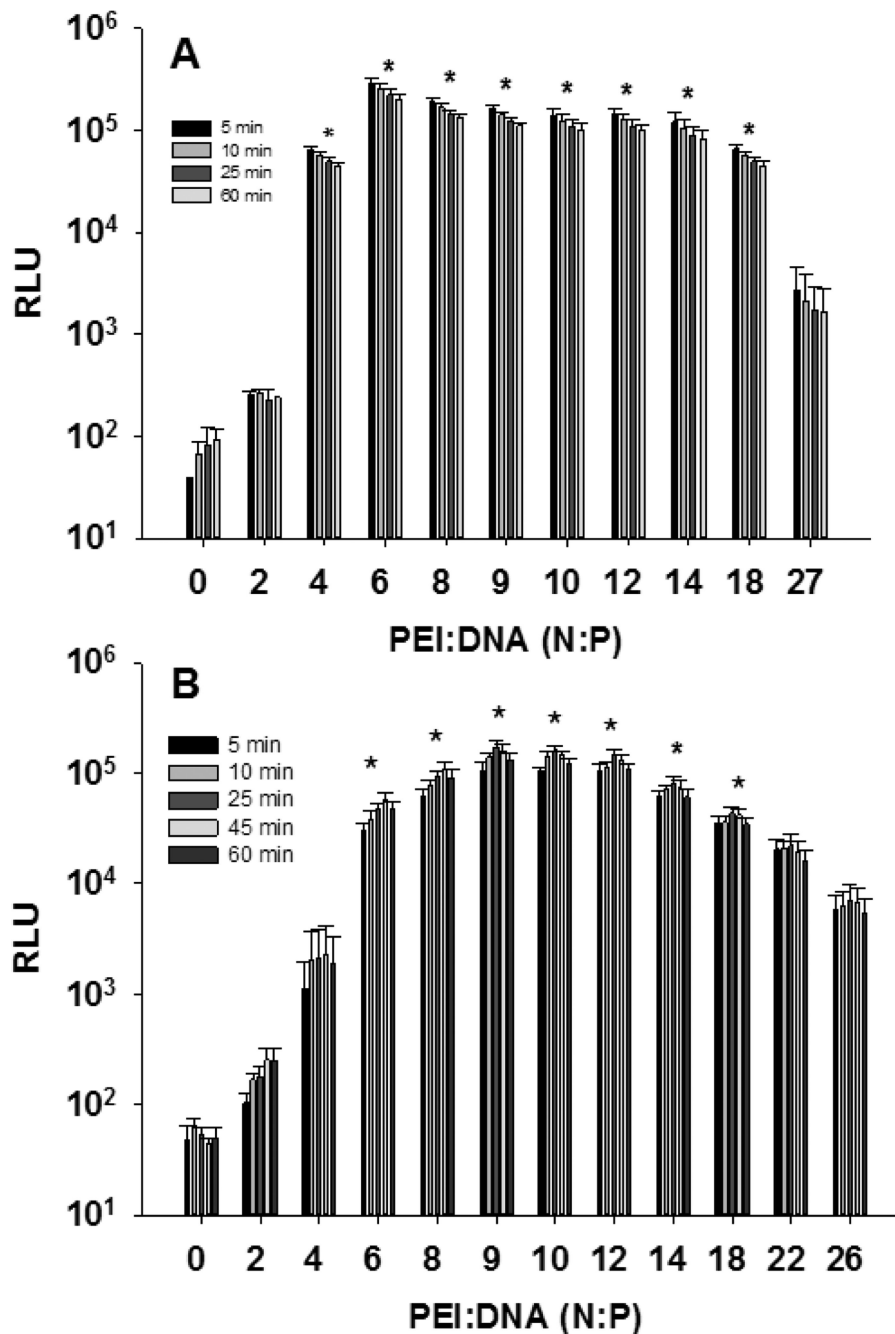 A
5 min
10 min
25 min
60 min
RLU
10⁶
10⁵
10⁴
10³
10²
10¹
* * * * * * * *
0 2 4 6 8 9 10 12 14 18 27
PEI:DNA (N:P)
B
5 min
10 min
25 min
45 min
60 min
RLU
10⁶
10⁵
10⁴
10³
10²
10¹
* * * * * * *
0 2 4 6 8 9 10 12 14 18 22 26
PEI:DNA (N:P)